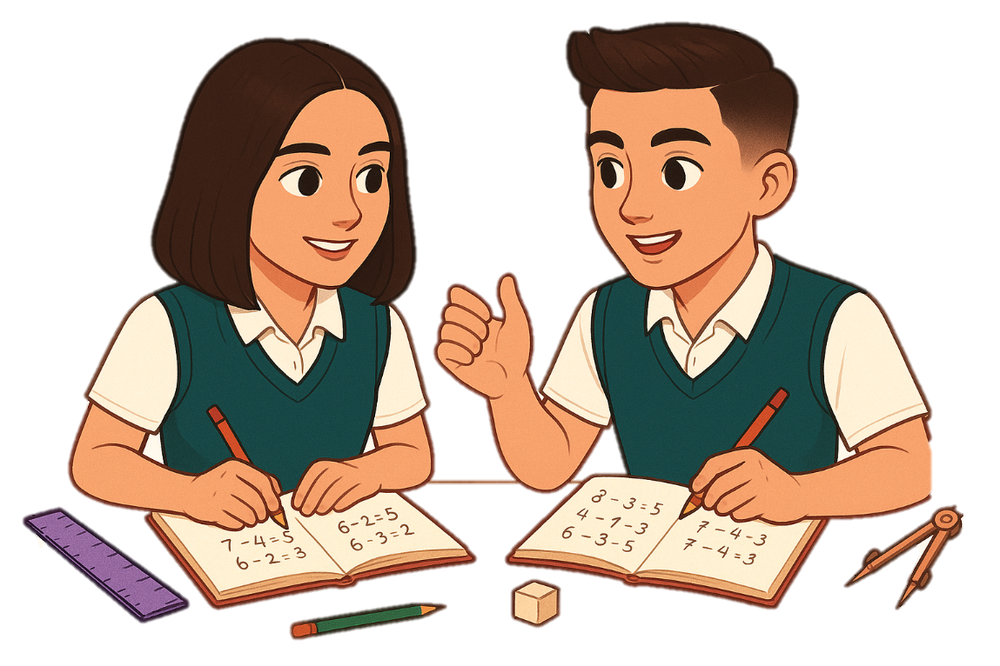 7 - 4 = 5
6 - 2 = 3
6 - 2 = 5
6 - 3 = 2
8 - 3 = 5
4 - 1 - 3
6 - 3 - 5
7 - 4 - 3
7 - 4 = 3